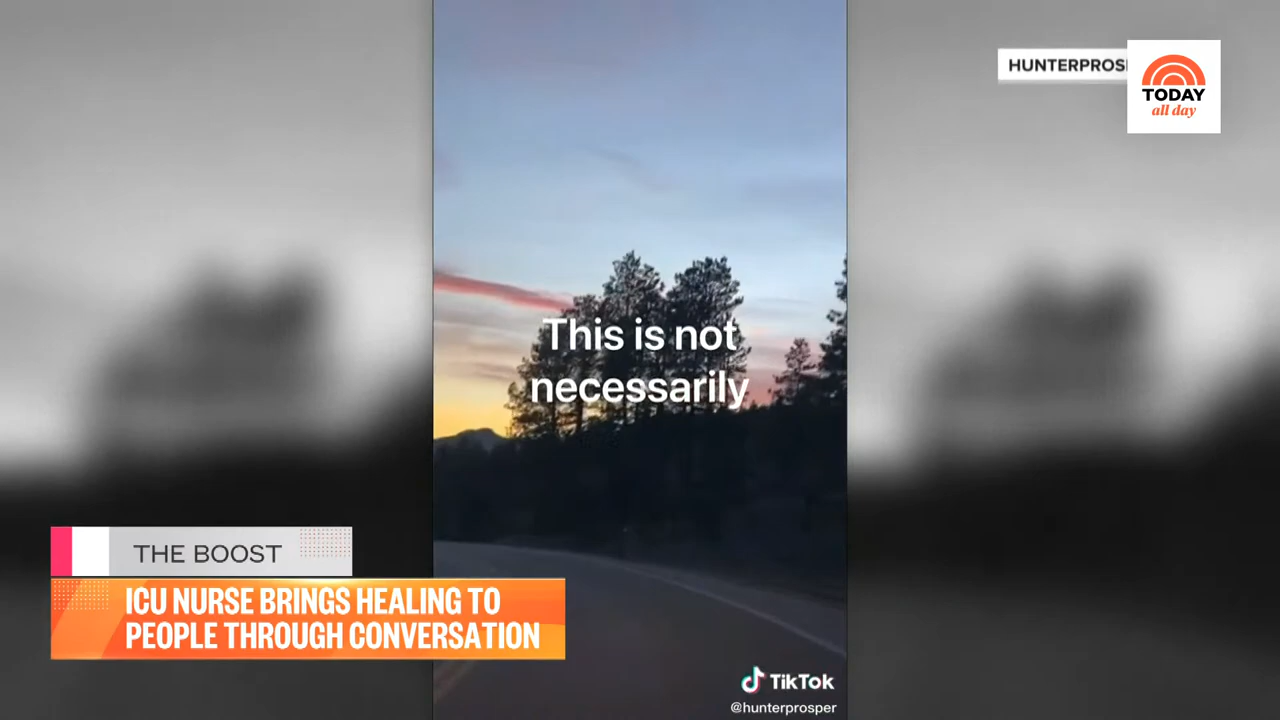 HUNTERPROSP
TODAY
all day
This is not
necessarily
THE BOOST
ICU NURSE BRINGS HEALING TO
PEOPLE THROUGH CONVERSATION
TikTok
@hunterprosper